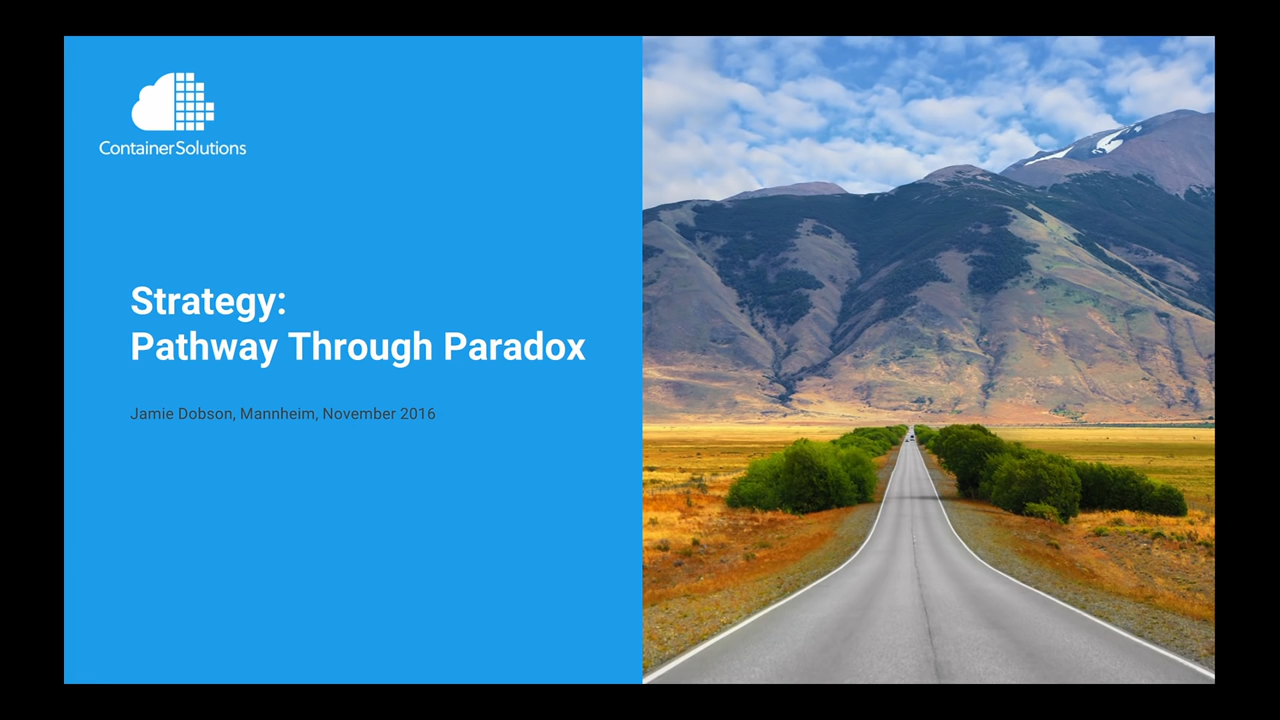 ContainerSolutions
Strategy:
Pathway Through Paradox
Jamie Dobson, Mannheim, November 2016